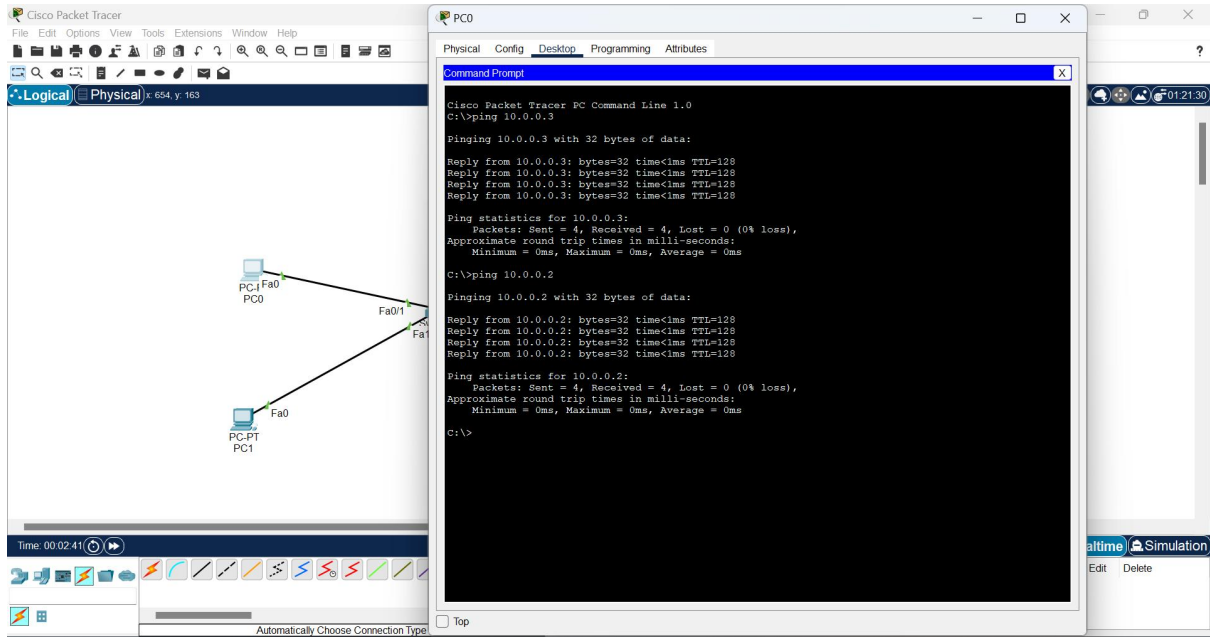 Cisco Packet Tracer
File Edit Options View Tools Extensions Window Help
Logical Physical x: 654, y: 163
01:21:30
PC-
Fa0
PC0
Fa0/1
Fa1
Fa0
PC-PT
PC1
Time: 00:02:41
Automatically Choose Connection Type
PC0
Physical Config Desktop Programming Attributes
Command Prompt
X
Cisco Packet Tracer PC Command Line 1.0
C:\>ping 10.0.0.3
Pinging 10.0.0.3 with 32 bytes of data:
Reply from 10.0.0.3: bytes=32 time<1ms TTL=128
Reply from 10.0.0.3: bytes=32 time<1ms TTL=128
Reply from 10.0.0.3: bytes=32 time<1ms TTL=128
Reply from 10.0.0.3: bytes=32 time<1ms TTL=128
Ping statistics for 10.0.0.3:
Packets: Sent = 4, Received = 4, Lost = 0 (0% loss),
Approximate round trip times in milli-seconds:
Minimum = 0ms, Maximum = 0ms, Average = 0ms
C:\>ping 10.0.0.2
Pinging 10.0.0.2 with 32 bytes of data:
Reply from 10.0.0.2: bytes=32 time<1ms TTL=128
Reply from 10.0.0.2: bytes=32 time<1ms TTL=128
Reply from 10.0.0.2: bytes=32 time<1ms TTL=128
Reply from 10.0.0.2: bytes=32 time<1ms TTL=128
Ping statistics for 10.0.0.2:
Packets: Sent = 4, Received = 4, Lost = 0 (0% loss),
Approximate round trip times in milli-seconds:
Minimum = 0ms, Maximum = 0ms, Average = 0ms
C:\>
Top
?
altime Simulation
Edit Delete